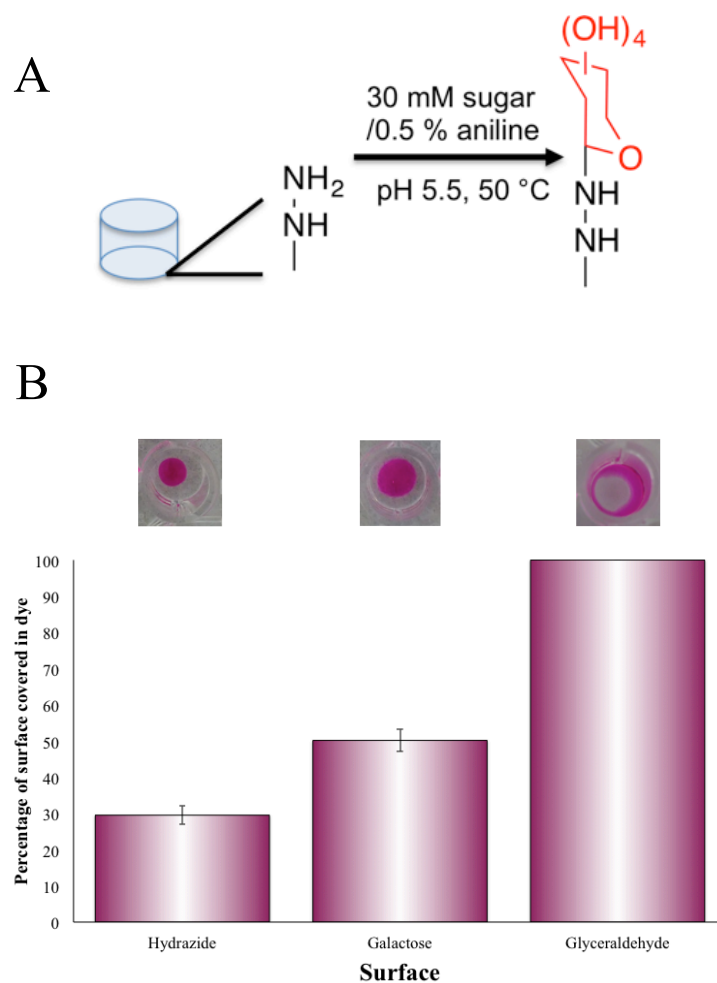 A
(OH)4
30 mM sugar
/0.5 % aniline
O
NH2
pH 5.5, 50 °C
NH
NH
NH
B
Percentage of surface covered in dye
100
90
80
70
60
50
40
30
20
10
0
Hydrazide Galactose Glyceraldehyde
Surface